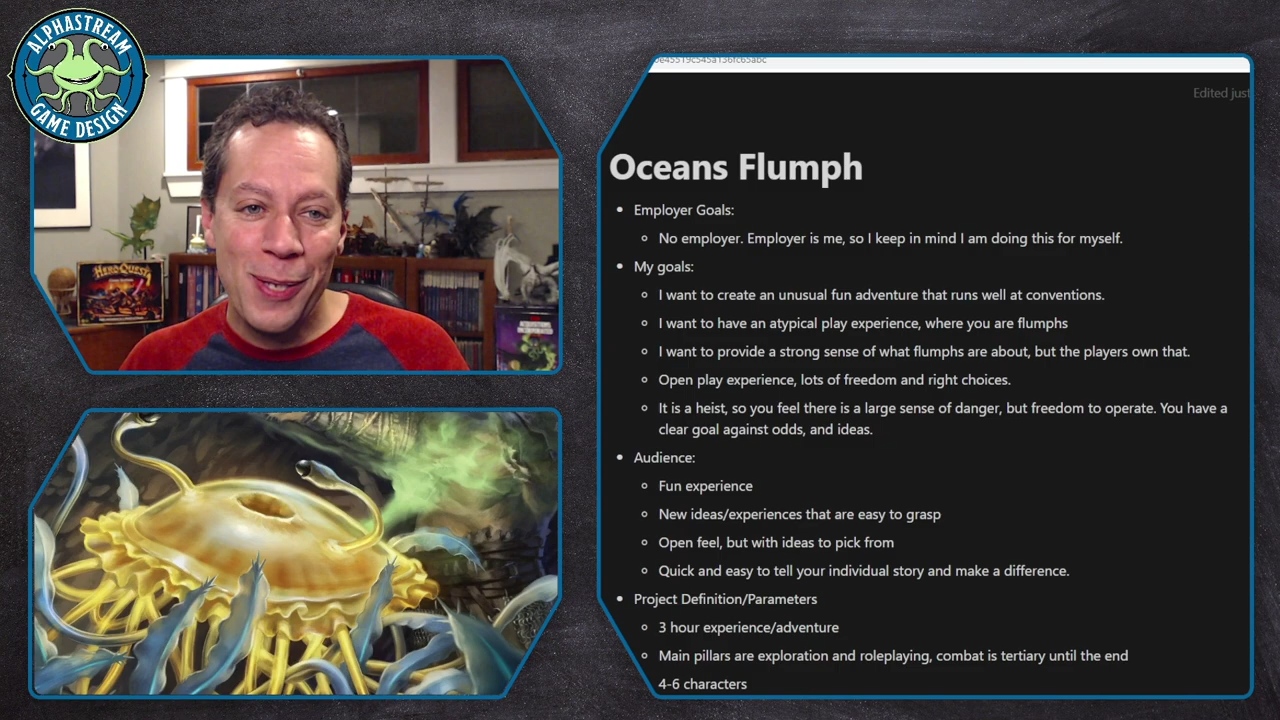 ALPHASTREAM
GAME DESIGN
HEROQUEST
ACQUISITIONS
INCORPORATED
Edited just
Oceans Flumph
• Employer Goals:
◦ No employer. Employer is me, so I keep in mind I am doing this for myself.
• My goals:
◦ I want to create an unusual fun adventure that runs well at conventions.
◦ I want to have an atypical play experience, where you are flumphs
◦ I want to provide a strong sense of what flumphs are about, but the players own that.
◦ Open play experience, lots of freedom and right choices.
◦ It is a heist, so you feel there is a large sense of danger, but freedom to operate. You have a
clear goal against odds, and ideas.
• Audience:
◦ Fun experience
◦ New ideas/experiences that are easy to grasp
◦ Open feel, but with ideas to pick from
◦ Quick and easy to tell your individual story and make a difference.
• Project Definition/Parameters
◦ 3 hour experience/adventure
◦ Main pillars are exploration and roleplaying, combat is tertiary until the end
4-6 characters